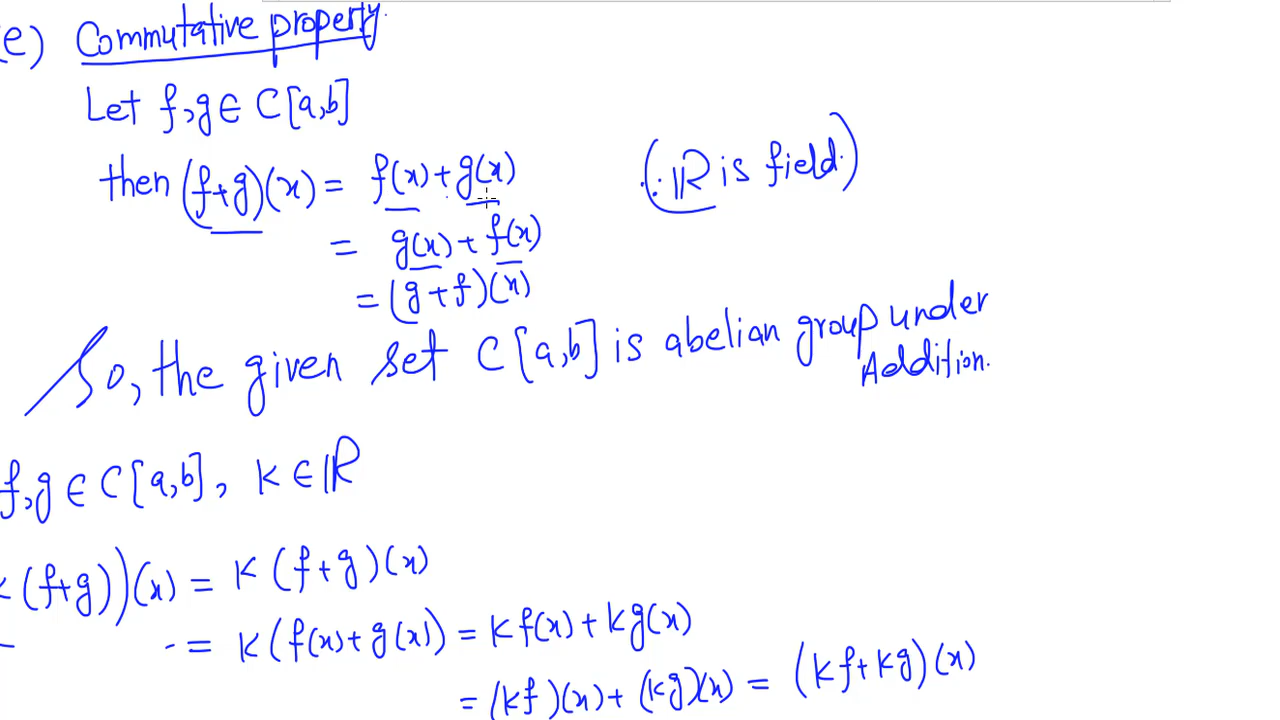 (e) Commutative property
Let f,g ∈ C[a,b]
then (f+g)(x) = f(x)+g(x) (∵ ℝ is field.)
= g(x)+f(x)
= (g+f)(x)
So, the given set C[a,b] is abelian group under
Addition.
f,g ∈ C[a,b], K ∈ ℝ
(K(f+g))(x) = K(f+g)(x)
= K(f(x)+g(x)) = Kf(x)+Kg(x)
= (Kf)(x)+(Kg)(x) = (Kf+Kg)(x)